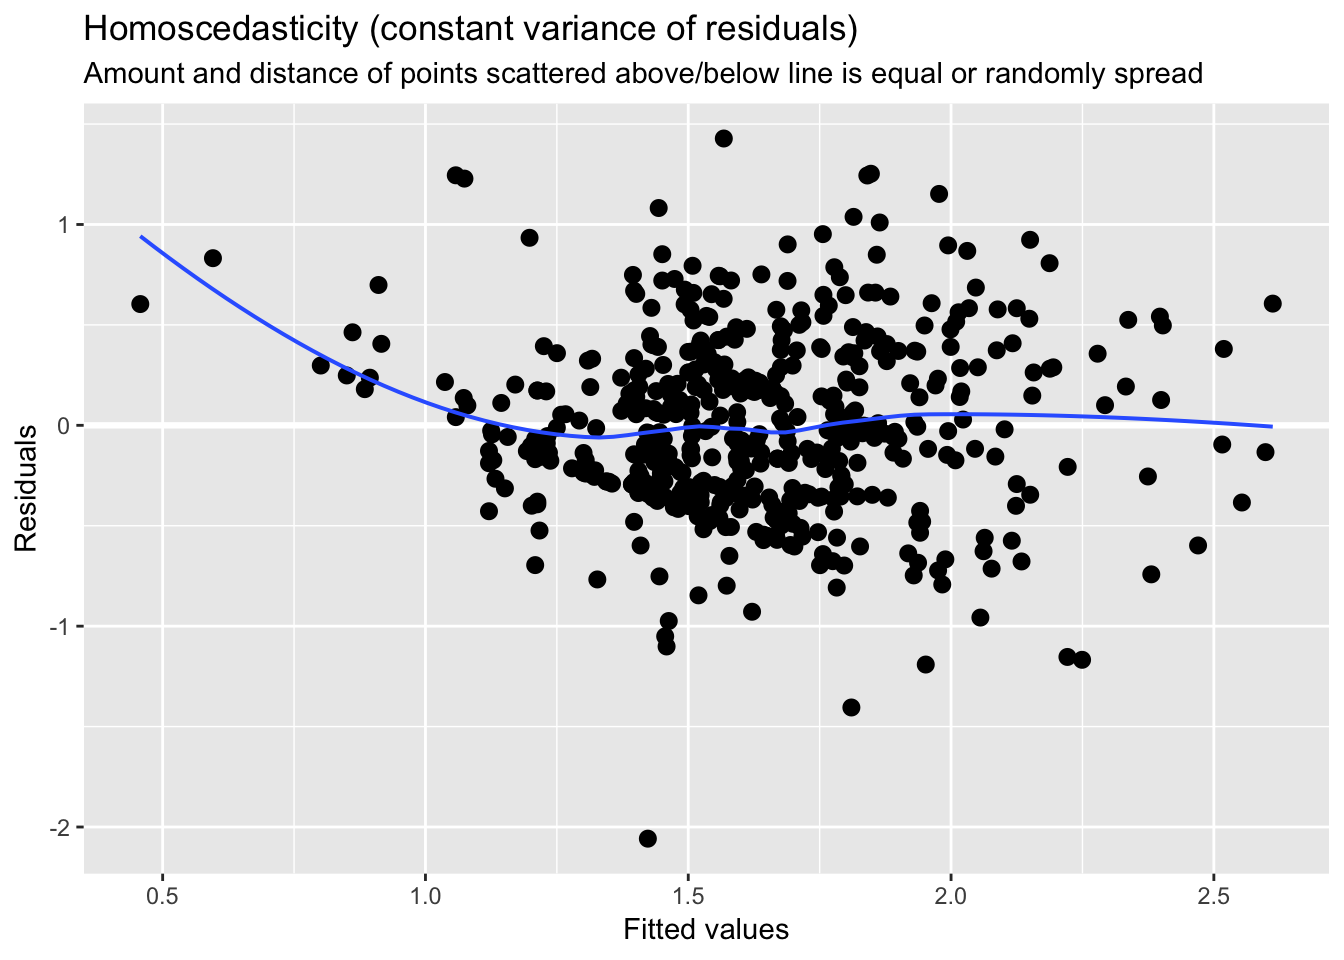 Homoscedasticity (constant variance of residuals)
Amount and distance of points scattered above/below line is equal or randomly spread
Residuals
1
0
-1
-2
0.5 1.0 1.5 2.0 2.5
Fitted values